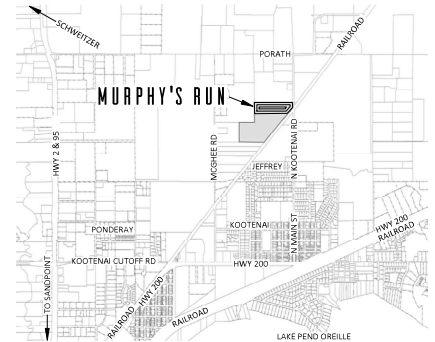 SCHWEITZER
PORATH
RAILROAD
MURPHY'S RUN
HWY 2 & 95
MCGHEE RD
N KOOTENAI RD
JEFFREY
PONDERAY
KOOTENAI
N MAIN ST
HWY 200
RAILROAD
KOOTENAI CUTOFF RD
HWY 200
TO SANDPOINT
HWY 200
RAILROAD
RAILROAD
LAKE PEND OREILLE